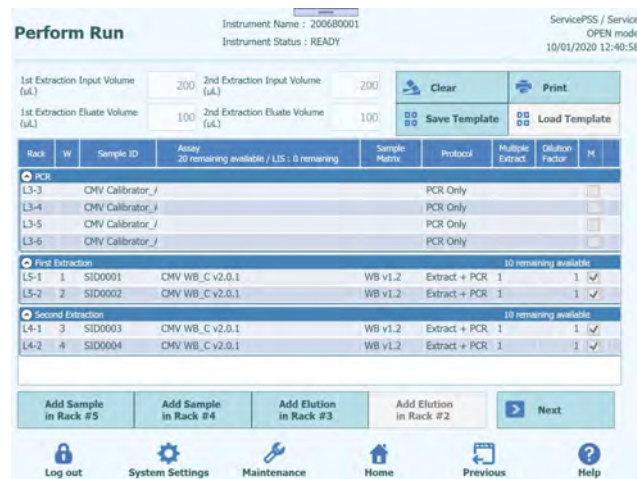 Perform Run
Instrument Name : 200680001
Instrument Status : READY
ServicePSS / Service
OPEN mode
10/01/2020 12:40:58
1st Extraction Input Volume (uL) 200 2nd Extraction Input Volume (uL) 200
Clear Print
1st Extraction Eluate Volume (uL) 100 2nd Extraction Eluate Volume (uL) 100
Save Template Load Template
Rack W Sample ID Assay Sample Matrix Protocol Multiple Extract Dilution Factor M
20 remaining available / LIS : 0 remaining
PCR
L3-3 CMV Calibrator_ PCR Only
L3-4 CMV Calibrator_ PCR Only
L3-5 CMV Calibrator_ PCR Only
L3-6 CMV Calibrator_ PCR Only
First Extraction 10 remaining available
L5-1 1 SID0001 CMV WB_C v2.0.1 WB v1.2 Extract + PCR 1 1
L5-2 2 SID0002 CMV WB_C v2.0.1 WB v1.2 Extract + PCR 1 1
Second Extraction 10 remaining available
L4-1 3 SID0003 CMV WB_C v2.0.1 WB v1.2 Extract + PCR 1 1
L4-2 4 SID0004 CMV WB_C v2.0.1 WB v1.2 Extract + PCR 1 1
Add Sample in Rack #5
Add Sample in Rack #4
Add Elution in Rack #3
Add Elution in Rack #2
Next
Log out System Settings Maintenance Home Previous Help